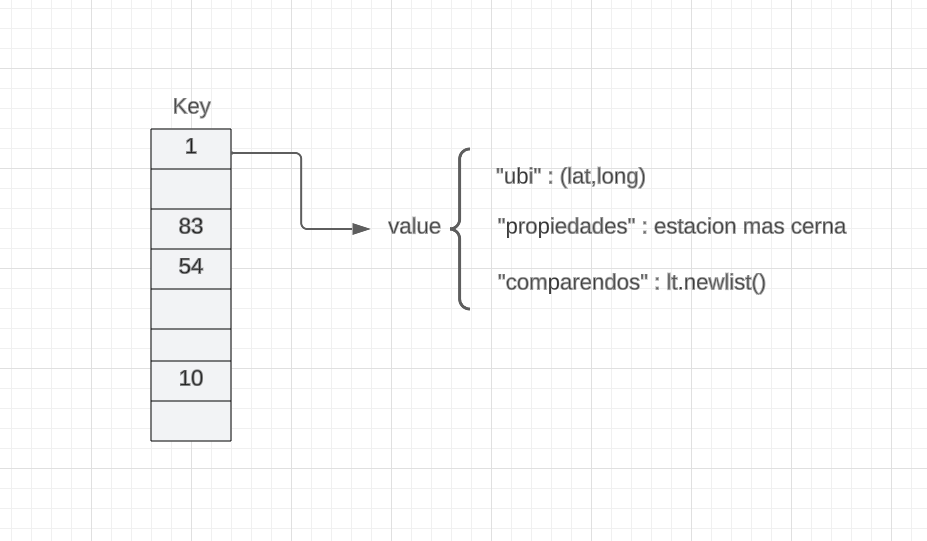 Key
1
83
54
10
value
"ubi" : (lat,long)
"propiedades" : estacion mas cerna
"comparendos" : lt.newlist()